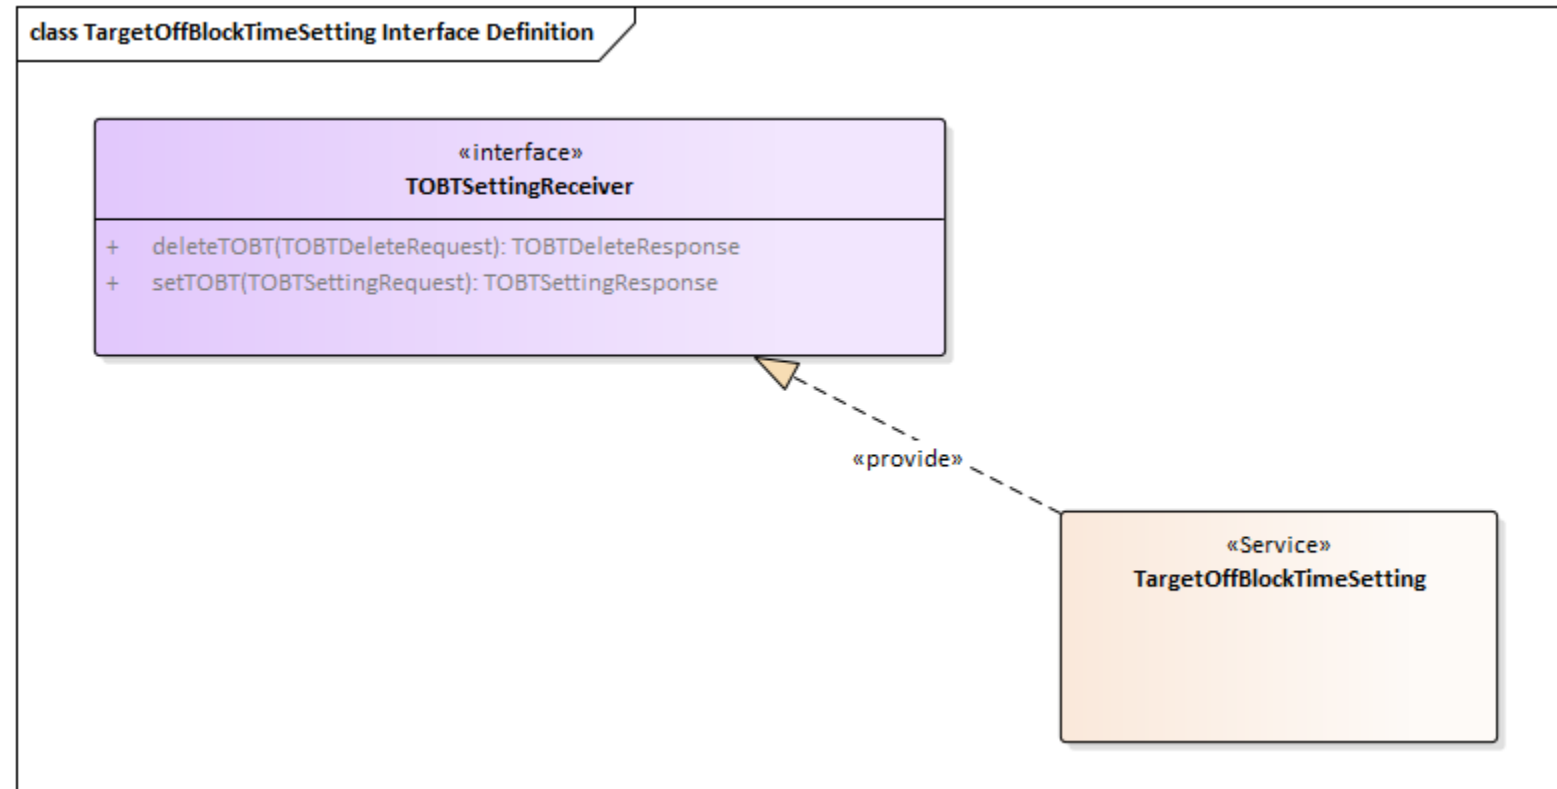 class TargetOffBlockTimeSetting Interface Definition
«interface»
TOBTSettingReceiver
+ deleteTOBT(TOBTDeleteRequest): TOBTDeleteResponse
+ setTOBT(TOBTSettingRequest): TOBTSettingResponse
«provide»
«Service»
TargetOffBlockTimeSetting